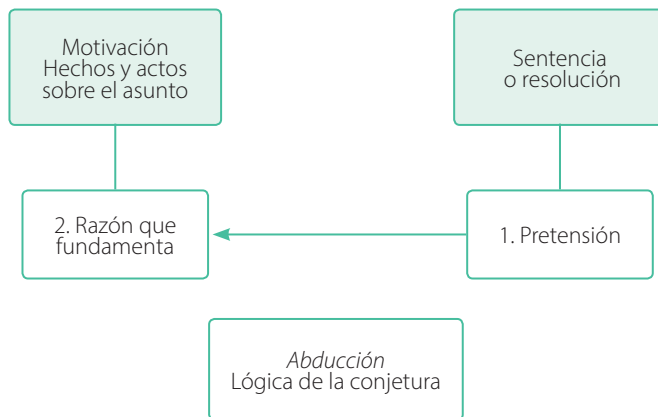 Motivación
Hechos y actos
sobre el asunto
Sentencia
o resolución
2. Razón que
fundamenta
1. Pretensión
Abducción
Lógica de la conjetura